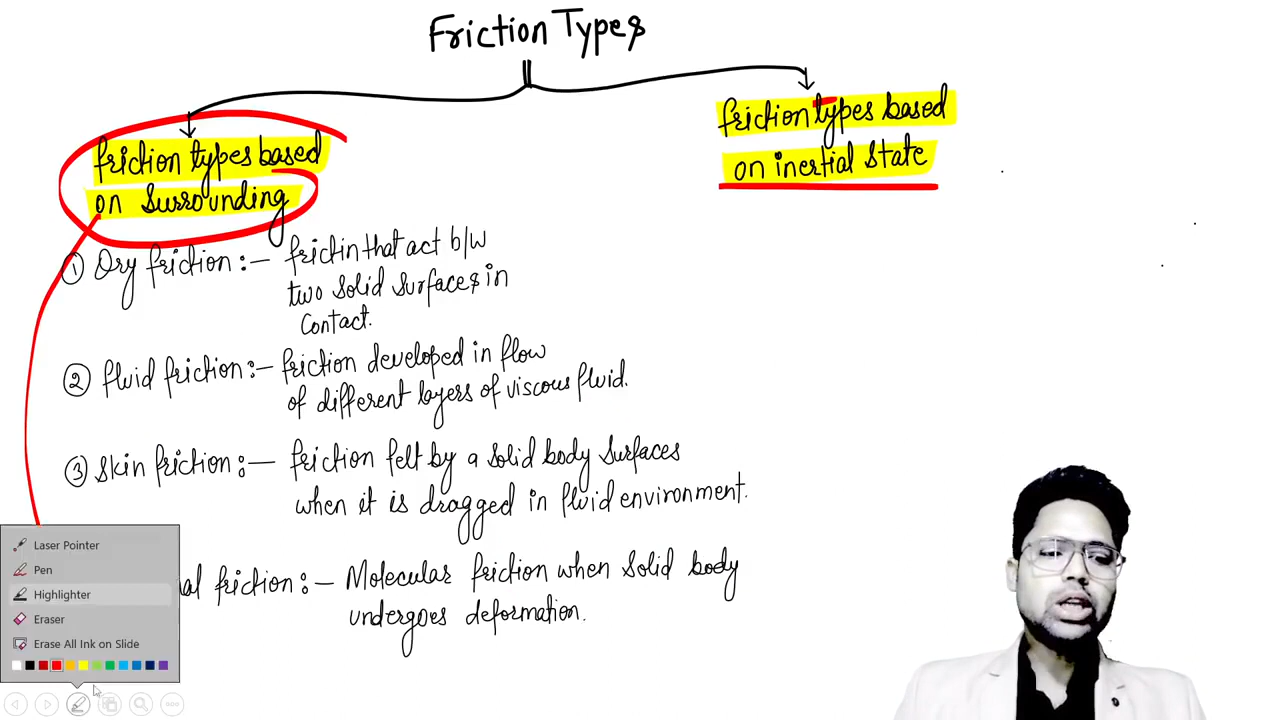 Friction Types
friction types based
on Surrounding
friction types based
on inertial state
① Dry friction :– frictin that act b/w
two solid surfaces in
Contact.
② fluid friction :– friction developed in flow
of different layers of viscous fluid.
③ Skin friction :– friction felt by a solid body surfaces
when it is dragged in fluid environment.
nal friction :– Molecular friction when solid body
undergoes deformation.
Laser Pointer
Pen
Highlighter
Eraser
Erase All Ink on Slide